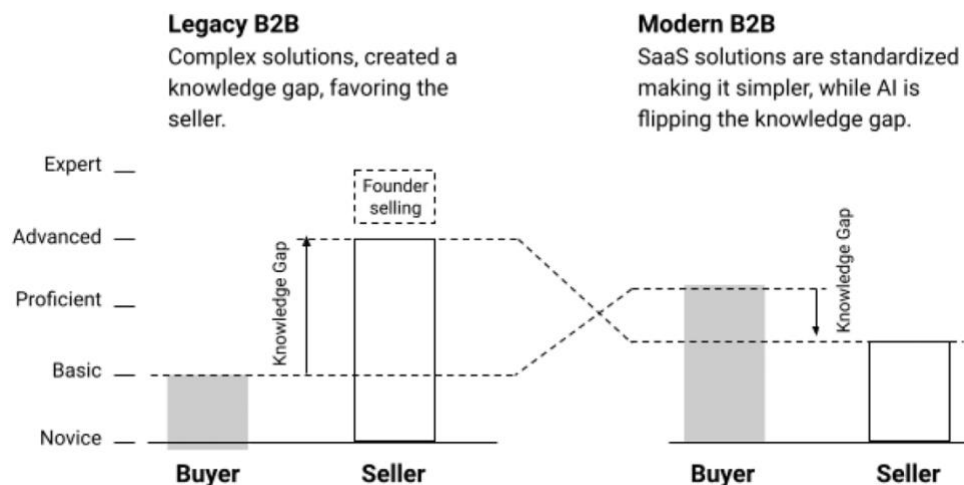 Legacy B2B
Complex solutions, created a
knowledge gap, favoring the
seller.
Modern B2B
SaaS solutions are standardized
making it simpler, while AI is
flipping the knowledge gap.
Expert
Advanced
Proficient
Basic
Novice
Founder
selling
Knowledge Gap
Knowledge Gap
Buyer
Seller
Buyer
Seller